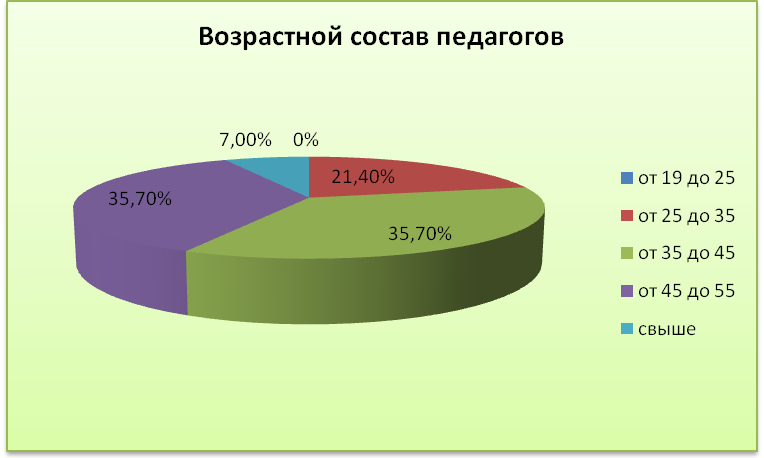 Возрастной состав педагогов
7,00%
0%
21,40%
35,70%
35,70%
от 19 до 25
от 25 до 35
от 35 до 45
от 45 до 55
свыше